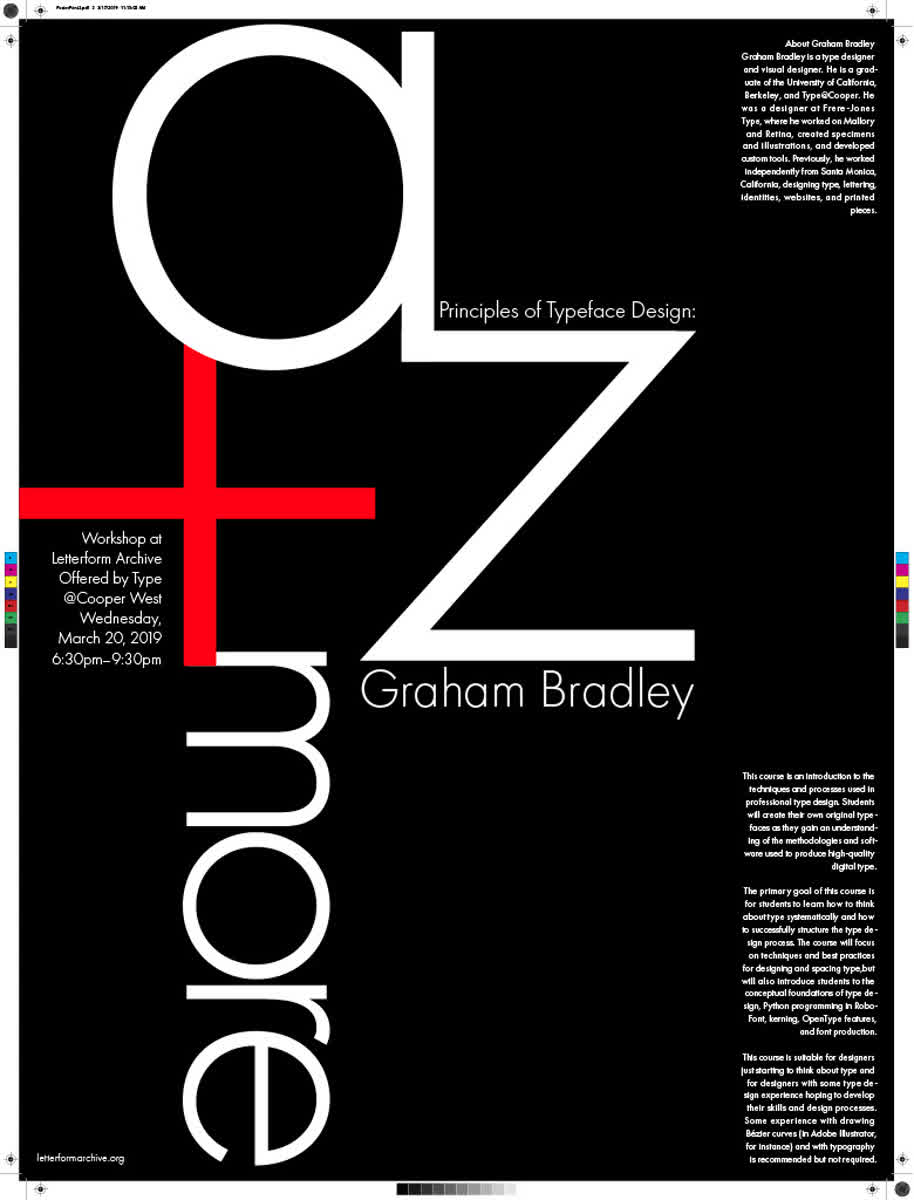 PosterFinal.pdf 2 3/17/2019 11:15:03 AM
a
z
+
more
Principles of Typeface Design:
Graham Bradley
About Graham Bradley
Graham Bradley is a type designer
and visual designer. He is a grad-
uate of the University of California,
Berkeley, and Type@Cooper. He
was a designer at Frere-Jones
Type, where he worked on Mallory
and Retina, created specimens
and illustrations, and developed
custom tools. Previously, he worked
independently from Santa Monica,
California, designing type, lettering,
identities, websites, and printed
pieces.
Workshop at
Letterform Archive
Offered by Type
@Cooper West
Wednesday,
March 20, 2019
6:30pm–9:30pm
This course is an introduction to the
techniques and processes used in
professional type design. Students
will create their own original type-
faces as they gain an understand-
ing of the methodologies and soft-
ware used to produce high-quality
digital type.
The primary goal of this course is
for students to learn how to think
about type systematically and how
to successfully structure the type de-
sign process. The course will focus
on techniques and best practices
for designing and spacing type,but
will also introduce students to the
conceptual foundations of type de-
sign, Python programming in Robo-
Font, kerning, OpenType features,
and font production.
This course is suitable for designers
just starting to think about type and
for designers with some type de-
sign experience hoping to develop
their skills and design processes.
Some experience with drawing
Bézier curves (in Adobe Illustrator,
for instance) and with typography
is recommended but not required.
letterformarchive.org